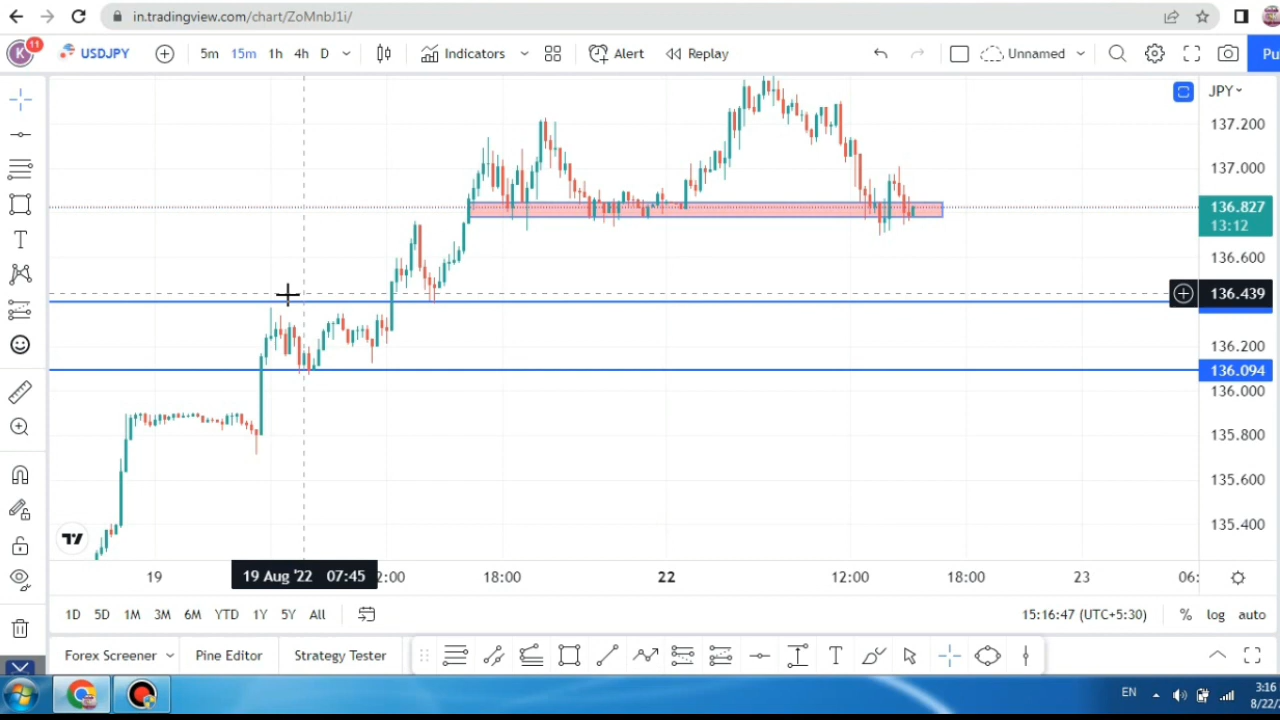 in.tradingview.com/chart/ZoMnbJ1i/
K 11 USDJPY 5m 15m 1h 4h D Indicators Alert Replay Unnamed Pu
JPY
137.200
137.000
136.827
13:12
136.600
136.439
136.200
136.094
136.000
135.800
135.600
135.400
T
19 19 Aug '22 07:45 2:00 18:00 22 12:00 18:00 23 06:
1D 5D 1M 3M 6M YTD 1Y 5Y All 15:16:47 (UTC+5:30) % log auto
Forex Screener Pine Editor Strategy Tester T
EN 3:16
8/22/